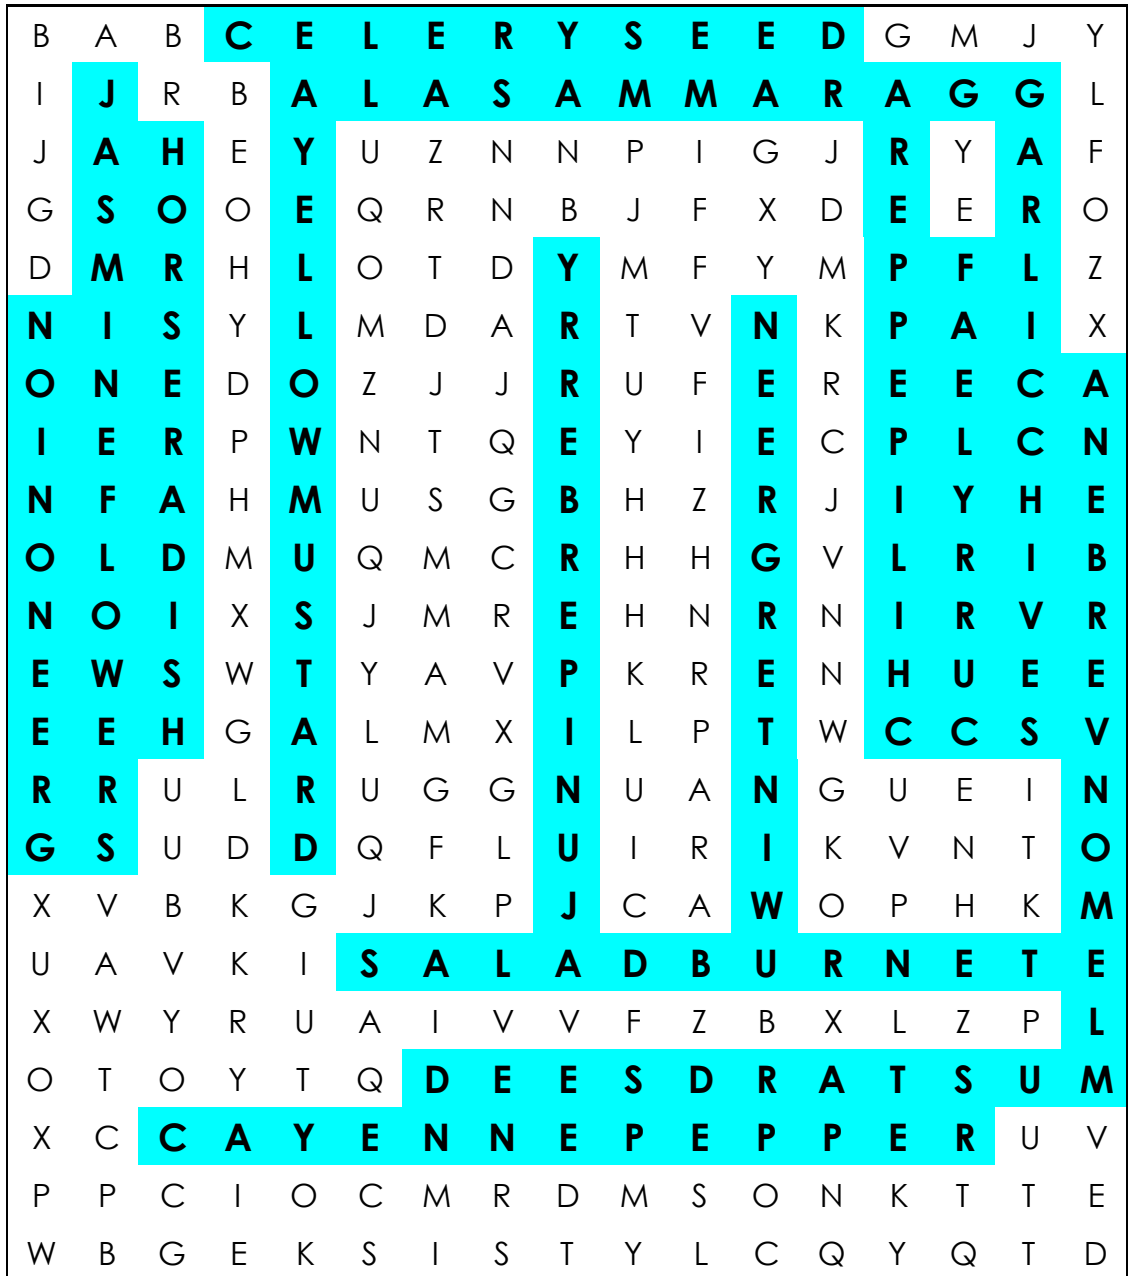 B A B C E L E R Y S E E D G M J Y
I J R B A L A S A M M A R A G G L
J A H E Y U Z N N P I G J R Y A F
G S O O E Q R N B J F X D E E R O
D M R H L O T D Y M F Y M P F L Z
N I S Y L M D A R T V N K P A I X
O N E D O Z J J R U F E R E E C A
I E R P W N T Q E Y I E C P L C N
N F A H M U S G B H Z R J I Y H E
O L D M U Q M C R H H G V L R I B
N O I X S J M R E H N R N I R V R
E W S W T Y A V P K R E N H U E E
E E H G A L M X I L P T W C C S V
R R U L R U G G N U A N G U E I N
G S U D D Q F L U I R I K V N T O
X V B K G J K P J C A W O P H K M
U A V K I S A L A D B U R N E T E
X W Y R U A I V V F Z B X L Z P L
O T O Y T Q D E E S D R A T S U M
X C C A Y E N N E P E P P E R U V
P P C I O C M R D M S O N K T T E
W B G E K S I S T Y L C Q Y Q T D